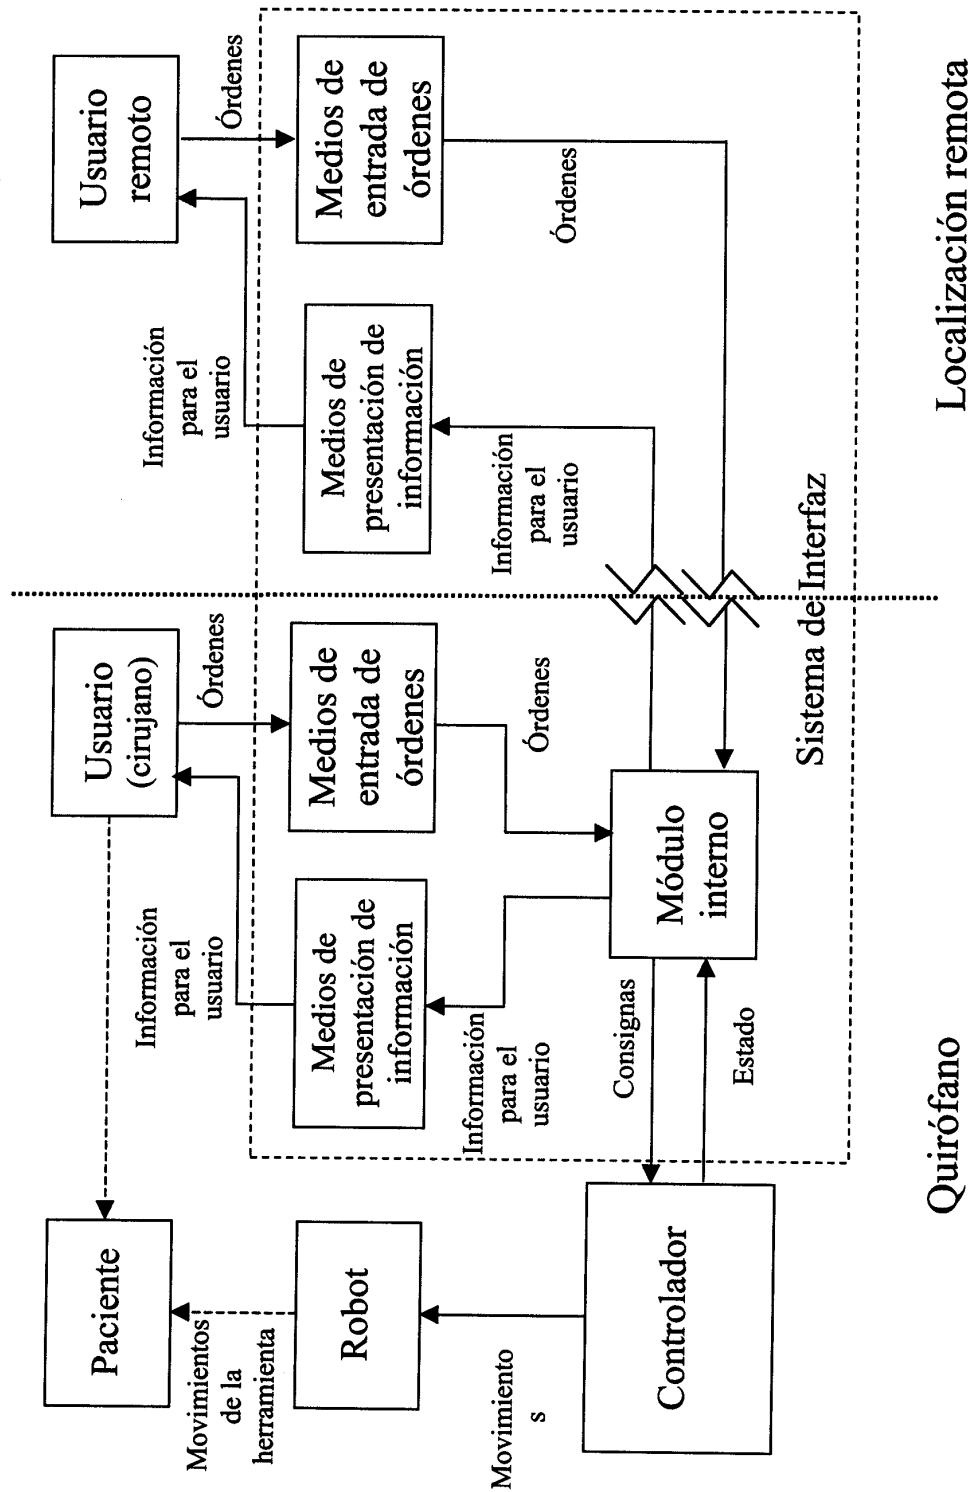 Paciente
Usuario
(cirujano)
Usuario
remoto
Movimientos
de la
herramienta
Información
para el
usuario
Órdenes
Información
para el
usuario
Órdenes
Robot
Medios de
presentación de
información
Medios de
entrada de
órdenes
Medios de
presentación de
información
Medios de
entrada de
órdenes
Movimiento
s
Información
para el
usuario
Órdenes
Información
para el
usuario
Órdenes
Controlador
Consignas
Estado
Módulo
interno
Sistema de Interfaz
Quirófano
Localización remota